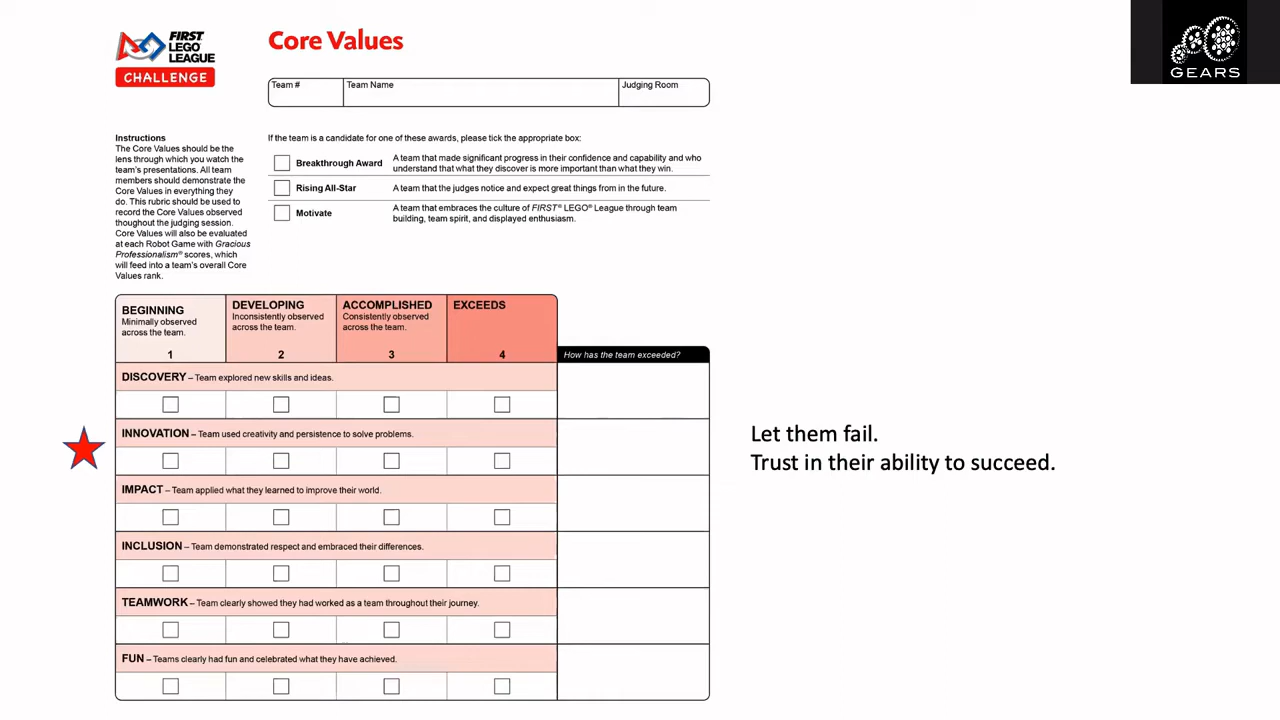 FIRST
LEGO
LEAGUE
CHALLENGE
Core Values
GEARS
Team #
Team Name
Judging Room
Instructions
The Core Values should be the
lens through which you watch the
team's presentations. All team
members should demonstrate the
Core Values in everything they
do. This rubric should be used to
record the Core Values observed
thoughout the judging session.
Core Values will also be evaluated
at each Robot Game with Gracious
Professionalism® scores, which
will feed into a team's overall Core
Values rank.
If the team is a candidate for one of these awards, please tick the appropriate box:
Breakthrough Award
A team that made significant progress in their confidence and capability and who
understand that what they discover is more important than what they win.
Rising All-Star
A team that the judges notice and expect great things from in the future.
Motivate
A team that embraces the culture of FIRST® LEGO® League through team
building, team spirit, and displayed enthusiasm.
BEGINNING
Minimally observed
across the team.
1
DEVELOPING
Inconsistently observed
across the team.
2
ACCOMPLISHED
Consistently observed
across the team.
3
EXCEEDS
4
How has the team exceeded?
DISCOVERY – Team explored new skills and ideas.
INNOVATION – Team used creativity and persistence to solve problems.
IMPACT – Team applied what they learned to improve their world.
INCLUSION – Team demonstrated respect and embraced their differences.
TEAMWORK – Team clearly showed they had worked as a team throughout their journey.
FUN – Teams clearly had fun and celebrated what they have achieved.
Let them fail.
Trust in their ability to succeed.